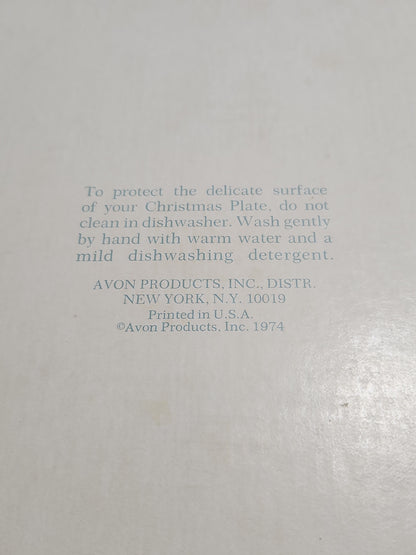 To protect the delicate surface
of your Christmas Plate, do not
clean in dishwasher. Wash gently
by hand with warm water and a
mild dishwashing detergent.
AVON PRODUCTS, INC., DISTR.
NEW YORK, N.Y. 10019
Printed in U.S.A.
©Avon Products, Inc. 1974